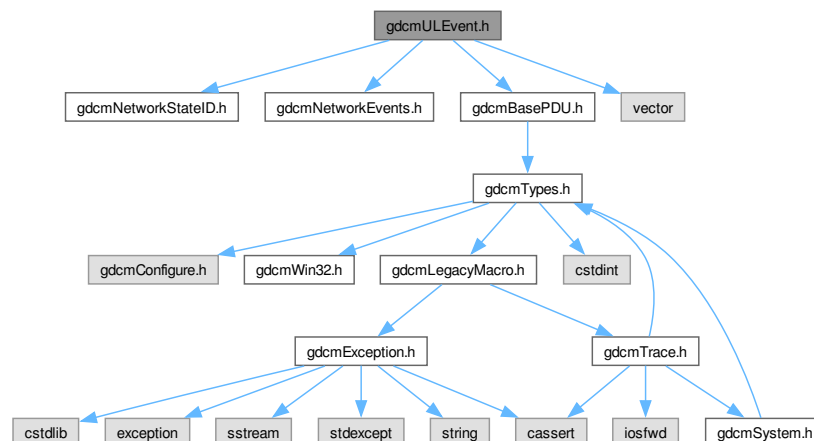 gdcmULEvent.h
gdcmNetworkStateID.h
gdcmNetworkEvents.h
gdcmBasePDU.h
vector
gdcmTypes.h
gdcmConfigure.h
gdcmWin32.h
gdcmLegacyMacro.h
cstdint
gdcmException.h
gdcmTrace.h
cstdlib
exception
sstream
stdexcept
string
cassert
iosfwd
gdcmSystem.h